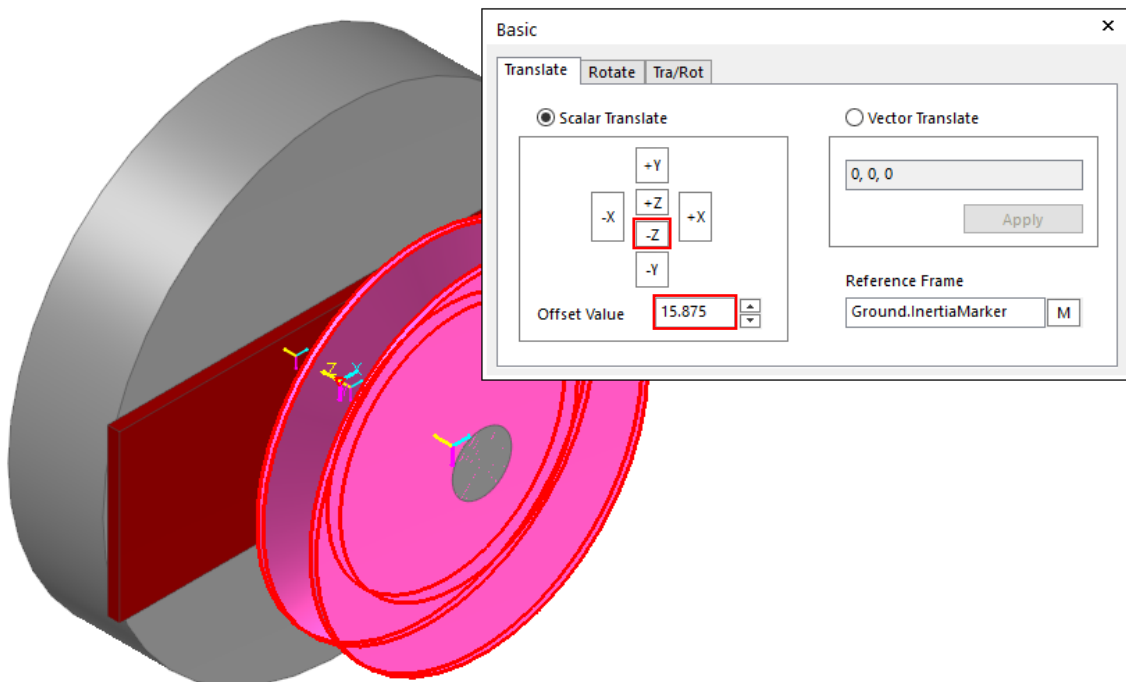 Basic
×
Translate Rotate Tra/Rot
Scalar Translate
Vector Translate
+Y
-X
+Z
+X
-Z
-Y
Offset Value 15.875
0, 0, 0
Apply
Reference Frame
Ground.InertiaMarker M
Z X